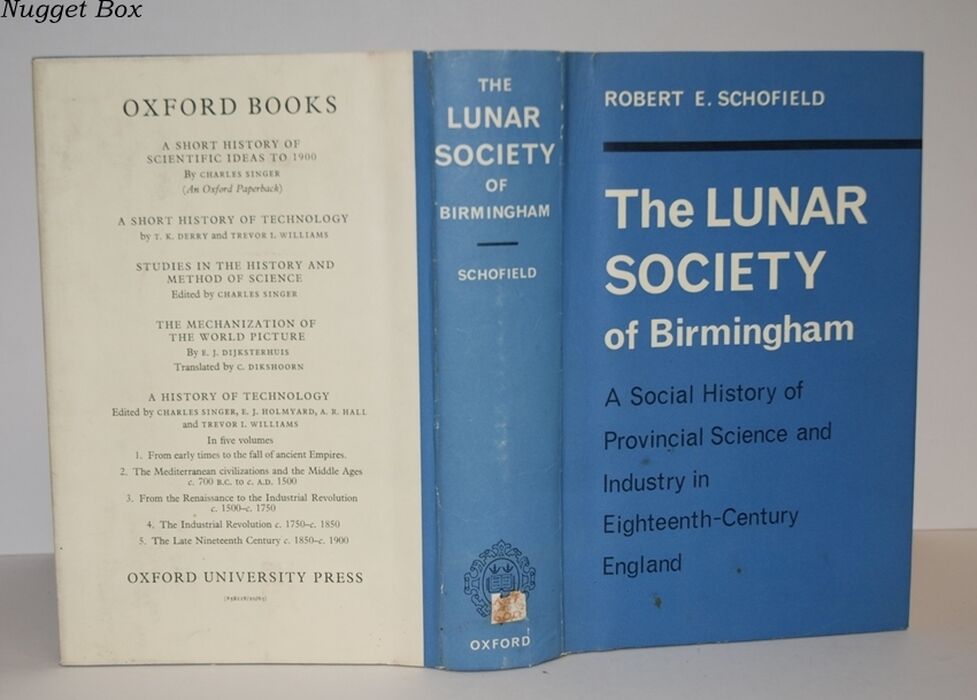 Nugget Box
OXFORD BOOKS
A SHORT HISTORY OF
SCIENTIFIC IDEAS TO 1900
By CHARLES SINGER
(An Oxford Paperback)
A SHORT HISTORY OF TECHNOLOGY
by T. K. DERRY and TREVOR I. WILLIAMS
STUDIES IN THE HISTORY AND
METHOD OF SCIENCE
Edited by CHARLES SINGER
THE MECHANIZATION OF
THE WORLD PICTURE
By E. J. DIJKSTERHUIS
Translated by C. DIKSHOORN
A HISTORY OF TECHNOLOGY
Edited by CHARLES SINGER, E. J. HOLMYARD, A. R. HALL
and TREVOR I. WILLIAMS
In five volumes
1. From early times to the fall of ancient Empires.
2. The Mediterranean civilizations and the Middle Ages
c. 700 B.C. to c. A.D. 1500
3. From the Renaissance to the Industrial Revolution
c. 1500–c. 1750
4. The Industrial Revolution c. 1750–c. 1850
5. The Late Nineteenth Century c. 1850–c. 1900
OXFORD UNIVERSITY PRESS
THE
LUNAR
SOCIETY
OF
BIRMINGHAM
SCHOFIELD
OXFORD
ROBERT E. SCHOFIELD
The LUNAR
SOCIETY
of Birmingham
A Social History of
Provincial Science and
Industry in
Eighteenth-Century
England